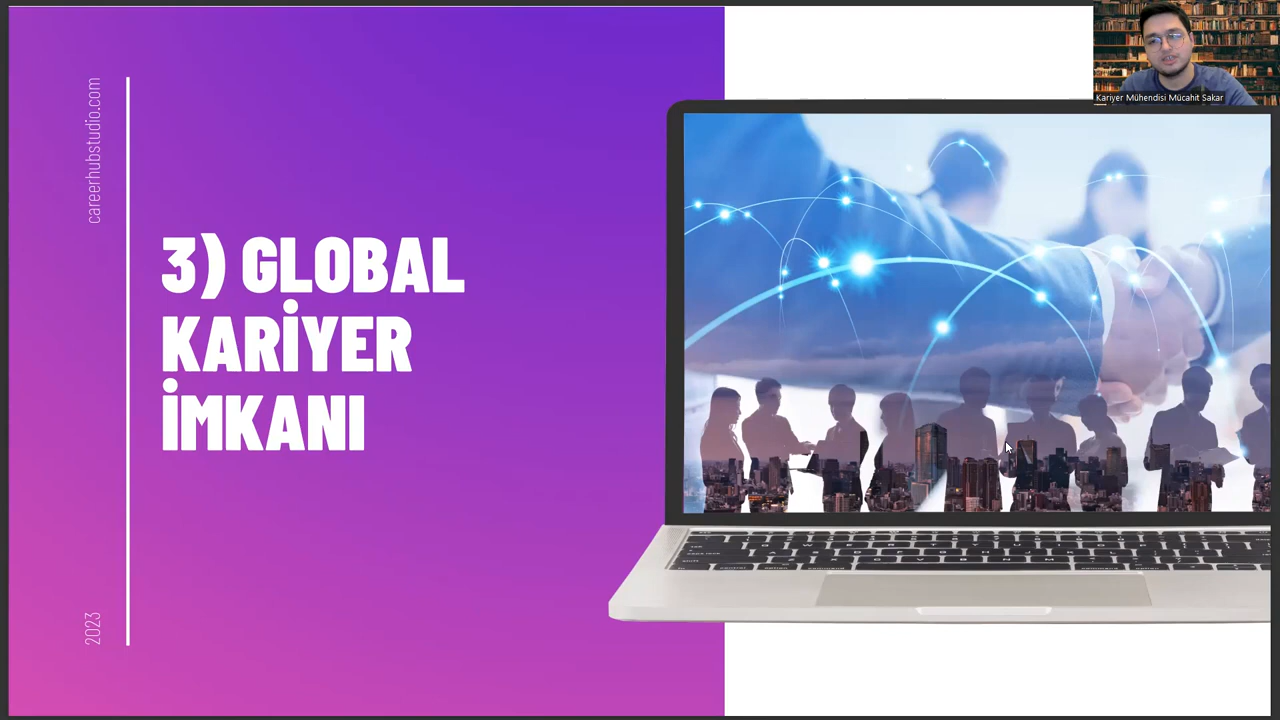 careerhubstudio.com
3) GLOBAL
KARİYER
İMKANI
2023
Kariyer Mühendisi Mücahit Sakar